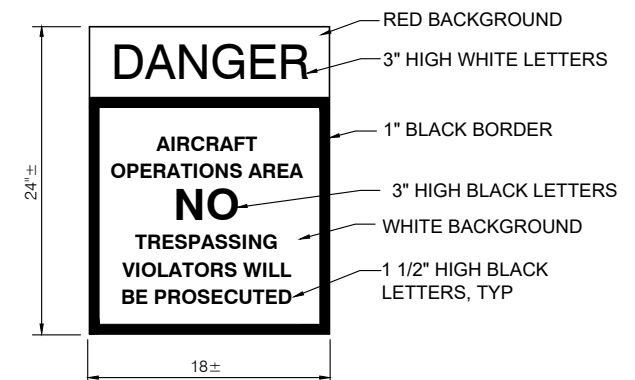 RED BACKGROUND
DANGER
3" HIGH WHITE LETTERS
1" BLACK BORDER
AIRCRAFT
OPERATIONS AREA
NO
3" HIGH BLACK LETTERS
TRESPASSING
WHITE BACKGROUND
VIOLATORS WILL
BE PROSECUTED
1 1/2" HIGH BLACK
LETTERS, TYP
24"±
18±